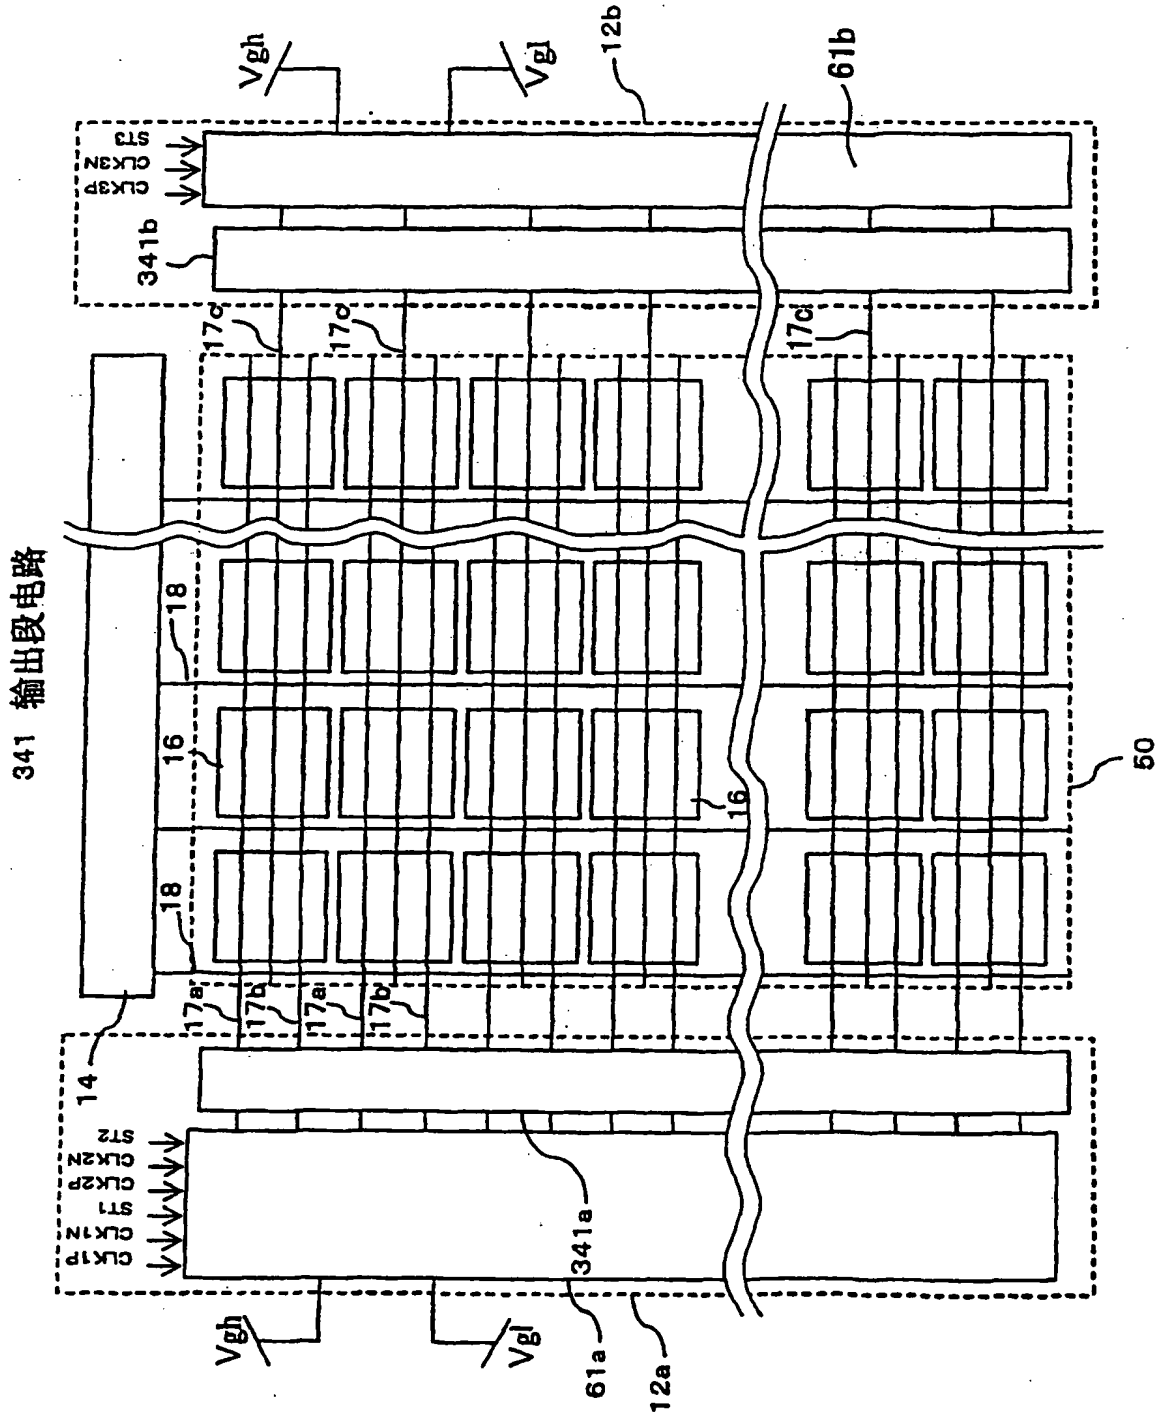 341 输出段电路
14
18
16
18
16
50
17a
17b
17a
17b
17c
17c
17c
CLK1P
CLK1N
ST1
CLK2P
CLK2N
ST2
CLK3P
CLK3N
ST3
341a
341b
61a
61b
12a
12b
Vgh
Vgl
Vgh
Vgl